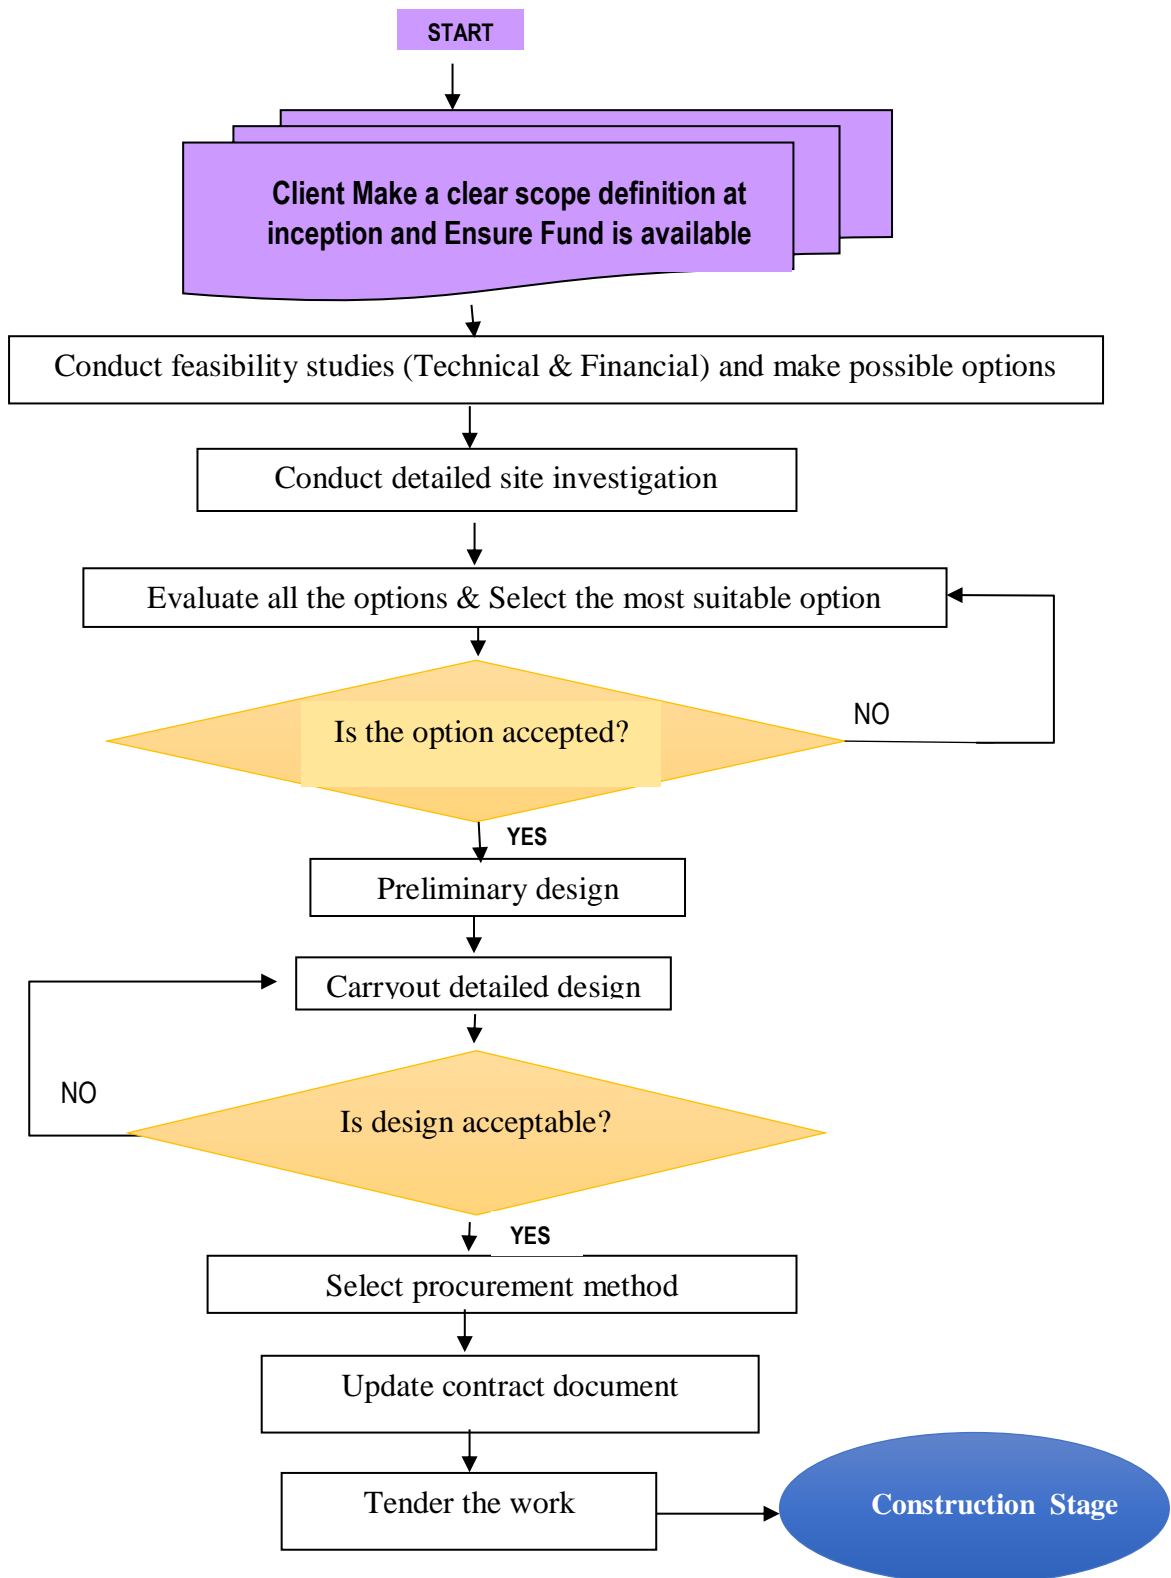 START
Client Make a clear scope definition at
inception and Ensure Fund is available
Conduct feasibility studies (Technical & Financial) and make possible options
Conduct detailed site investigation
Evaluate all the options & Select the most suitable option
Is the option accepted?
NO
YES
Preliminary design
Carryout detailed design
NO
Is design acceptable?
YES
Select procurement method
Update contract document
Tender the work
Construction Stage